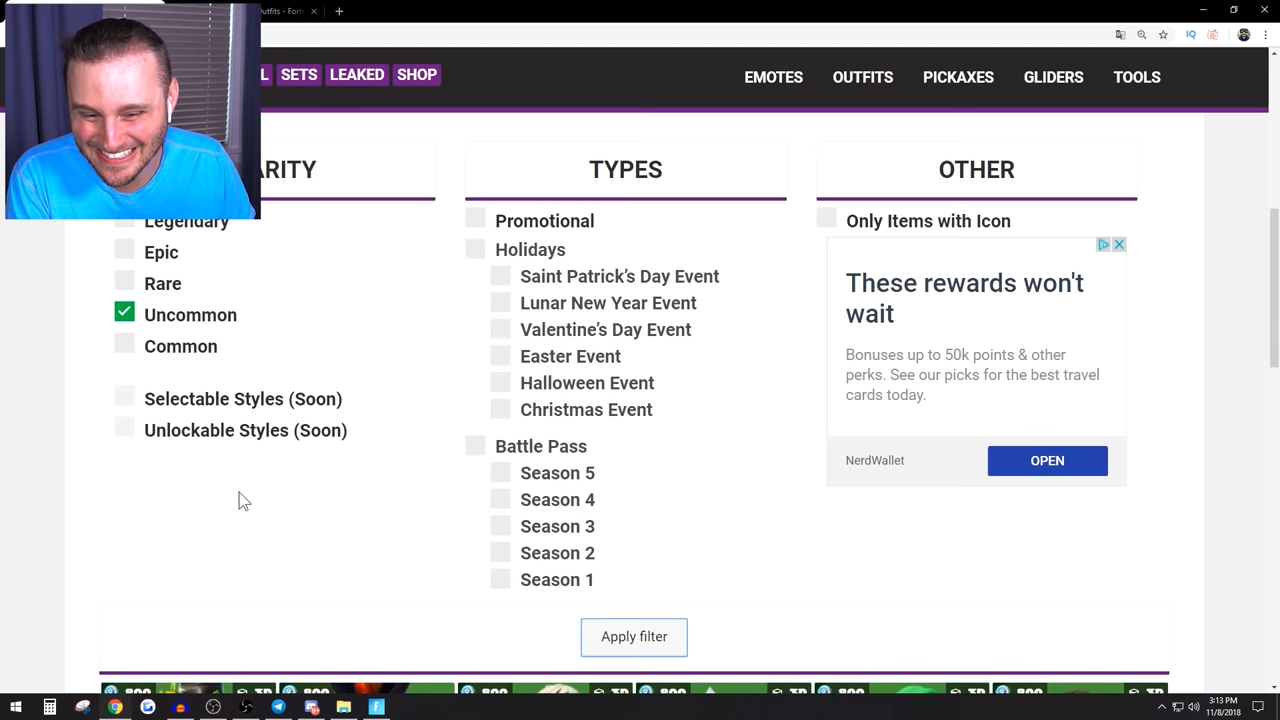 utfits - Fort
L SETS LEAKED SHOP
EMOTES OUTFITS PICKAXES GLIDERS TOOLS
IQ
ARITY
Legendary
Epic
Rare
Uncommon
Common
Selectable Styles (Soon)
Unlockable Styles (Soon)
TYPES
Promotional
Holidays
Saint Patrick's Day Event
Lunar New Year Event
Valentine's Day Event
Easter Event
Halloween Event
Christmas Event
Battle Pass
Season 5
Season 4
Season 3
Season 2
Season 1
OTHER
Only Items with Icon
These rewards won't
wait
Bonuses up to 50k points & other
perks. See our picks for the best travel
cards today.
NerdWallet
OPEN
Apply filter
3:13 PM
11/8/2018